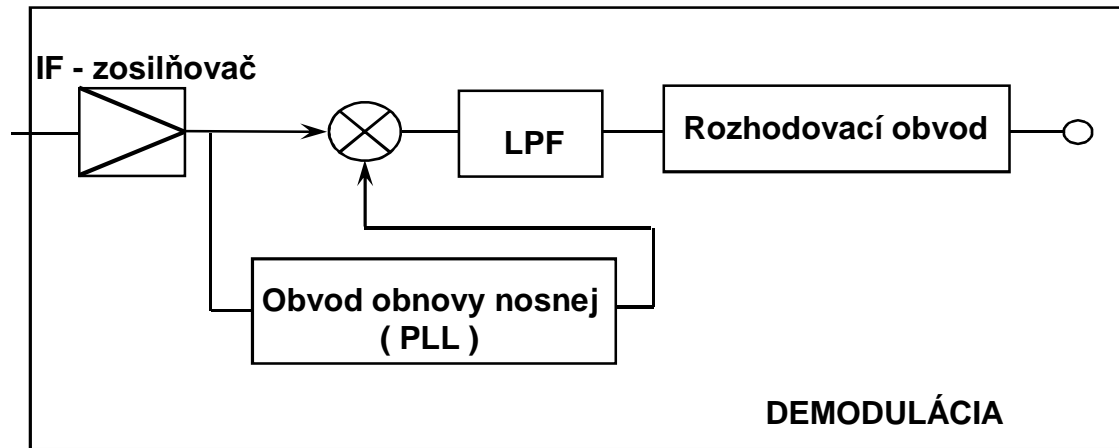 IF - zosilňovač
LPF
Rozhodovací obvod
Obvod obnovy nosnej
( PLL )
DEMODULÁCIA